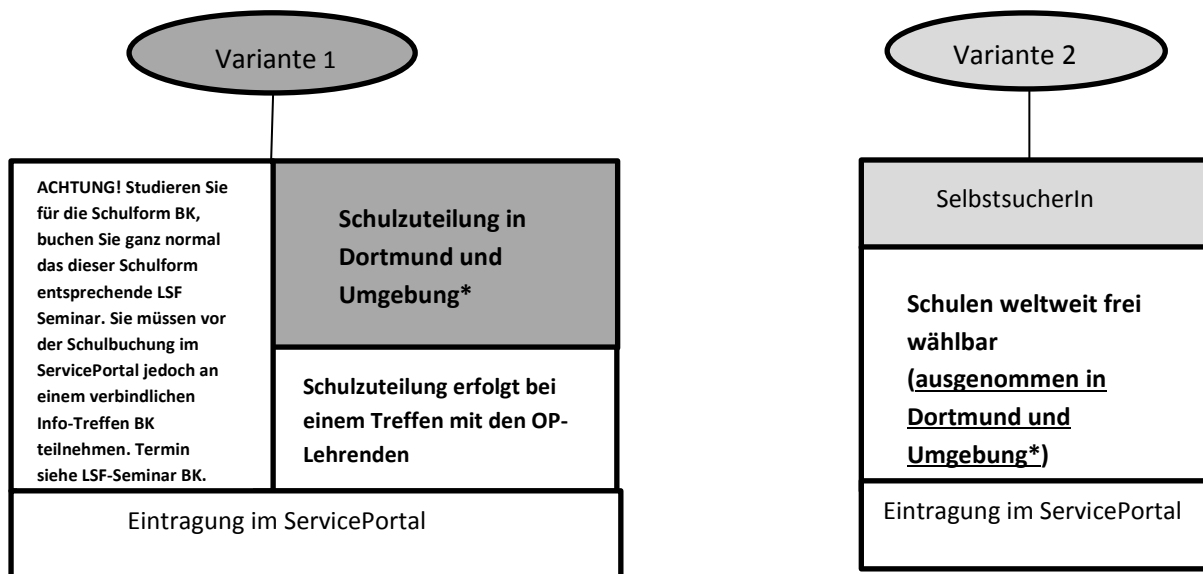 Variante 1
ACHTUNG! Studieren Sie
für die Schulform BK,
buchen Sie ganz normal
das dieser Schulform
entsprechende LSF
Seminar. Sie müssen vor
der Schulbuchung im
ServicePortal jedoch an
einem verbindlichen
Info-Treffen BK
teilnehmen. Termin
siehe LSF-Seminar BK.
Schulzuteilung in
Dortmund und
Umgebung*
Schulzuteilung erfolgt bei
einem Treffen mit den OP-
Lehrenden
Eintragung im ServicePortal
Variante 2
SelbstsucherIn
Schulen weltweit frei
wählbar
(ausgenommen in
Dortmund und
Umgebung*)
Eintragung im ServicePortal